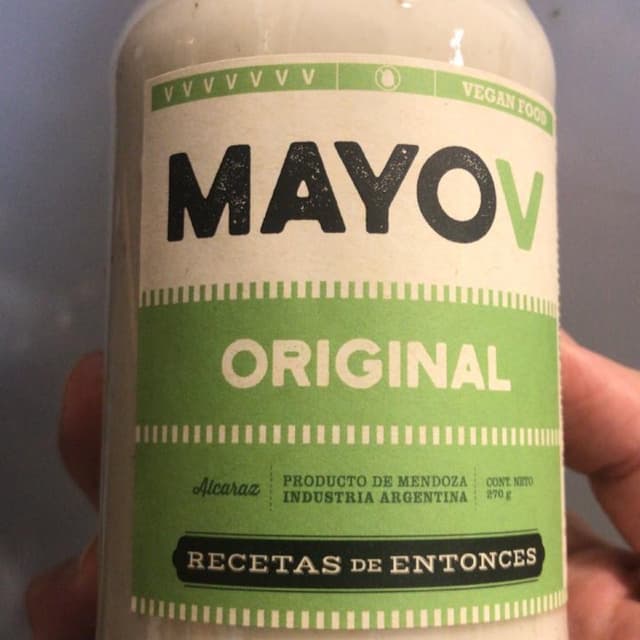 VVVVVVV VEGAN FOOD
MAYOV
ORIGINAL
Alcaraz
PRODUCTO DE MENDOZA
INDUSTRIA ARGENTINA
CONT. NETO
270 g
RECETAS DE ENTONCES